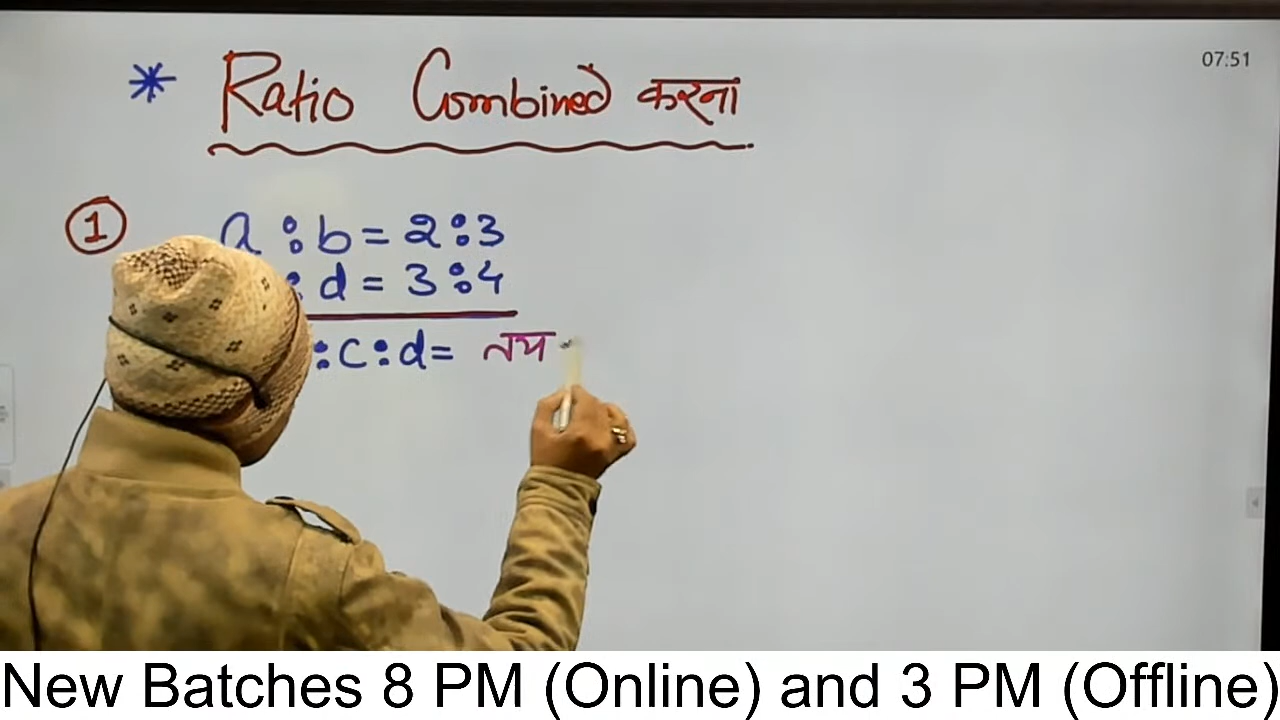 07:51
* Ratio Combined करना
1 a : b = 2 : 3
: d = 3 : 4
: c : d = तय
New Batches 8 PM (Online) and 3 PM (Offline)